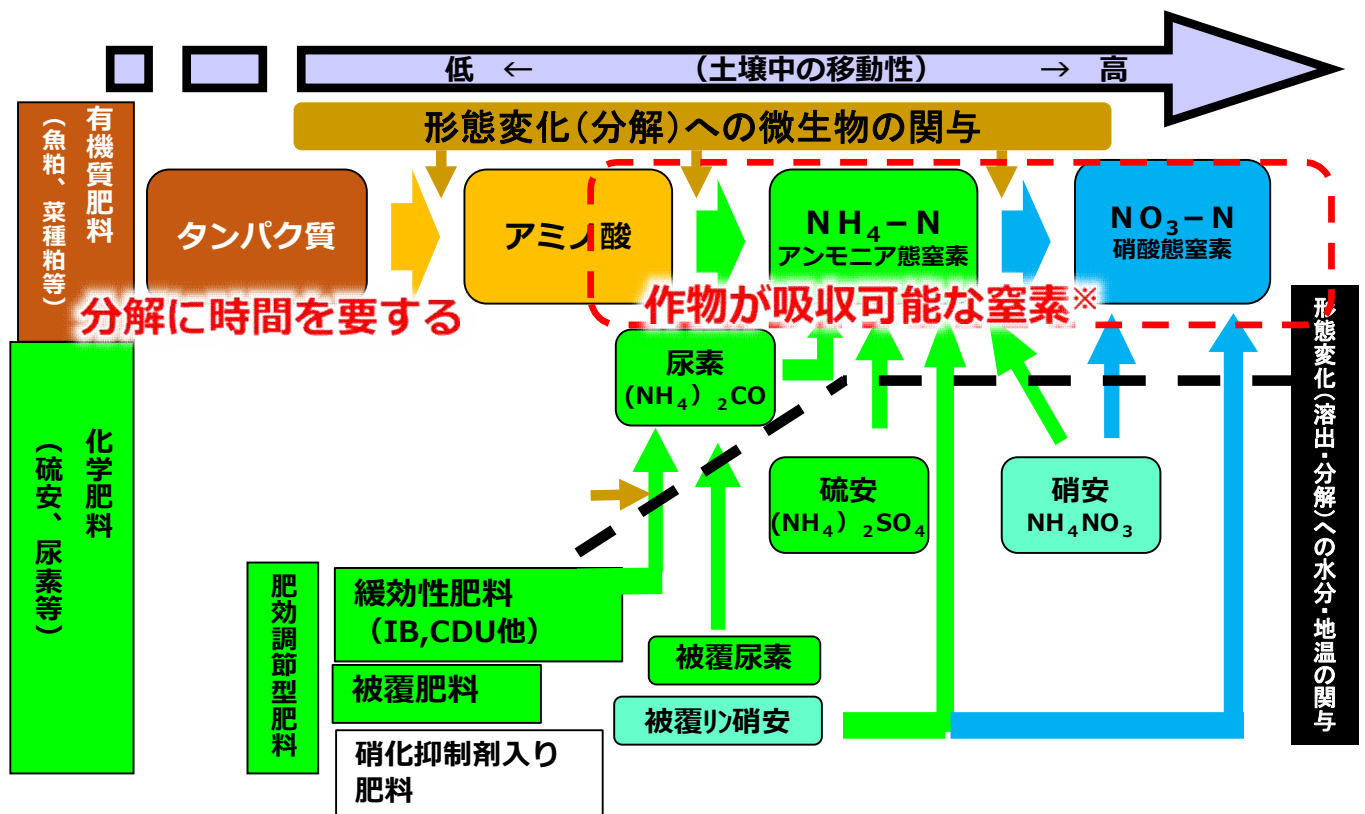 低 ← (土壌中の移動性) → 高
形態変化(分解)への微生物の関与
有機質肥料
(魚粕、菜種粕等)
タンパク質
アミノ酸
NH₄－N
アンモニア態窒素
NO₃－N
硝酸態窒素
分解に時間を要する
作物が吸収可能な窒素※
尿素
(NH₄)₂CO
化学肥料
(硫安、尿素等)
硫安
(NH₄)₂SO₄
硝安
NH₄NO₃
形態変化(溶出・分解)への水分・地温の関与
肥効調節型肥料
緩効性肥料
(IB,CDU他)
被覆肥料
硝化抑制剤入り
肥料
被覆尿素
被覆リン硝安